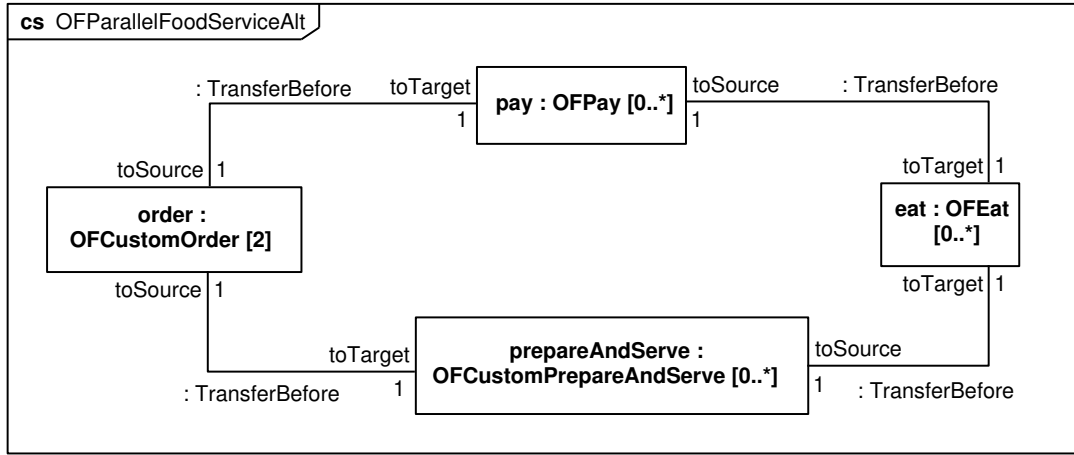 cs OFParallelFoodServiceAlt
: TransferBefore
toTarget
1
pay : OFPay [0..*]
toSource
1
: TransferBefore
toSource 1
order :
OFCustomOrder [2]
toSource 1
toTarget 1
eat : OFEat
[0..*]
toTarget 1
toTarget
1
: TransferBefore
prepareAndServe :
OFCustomPrepareAndServe [0..*]
toSource
1
: TransferBefore